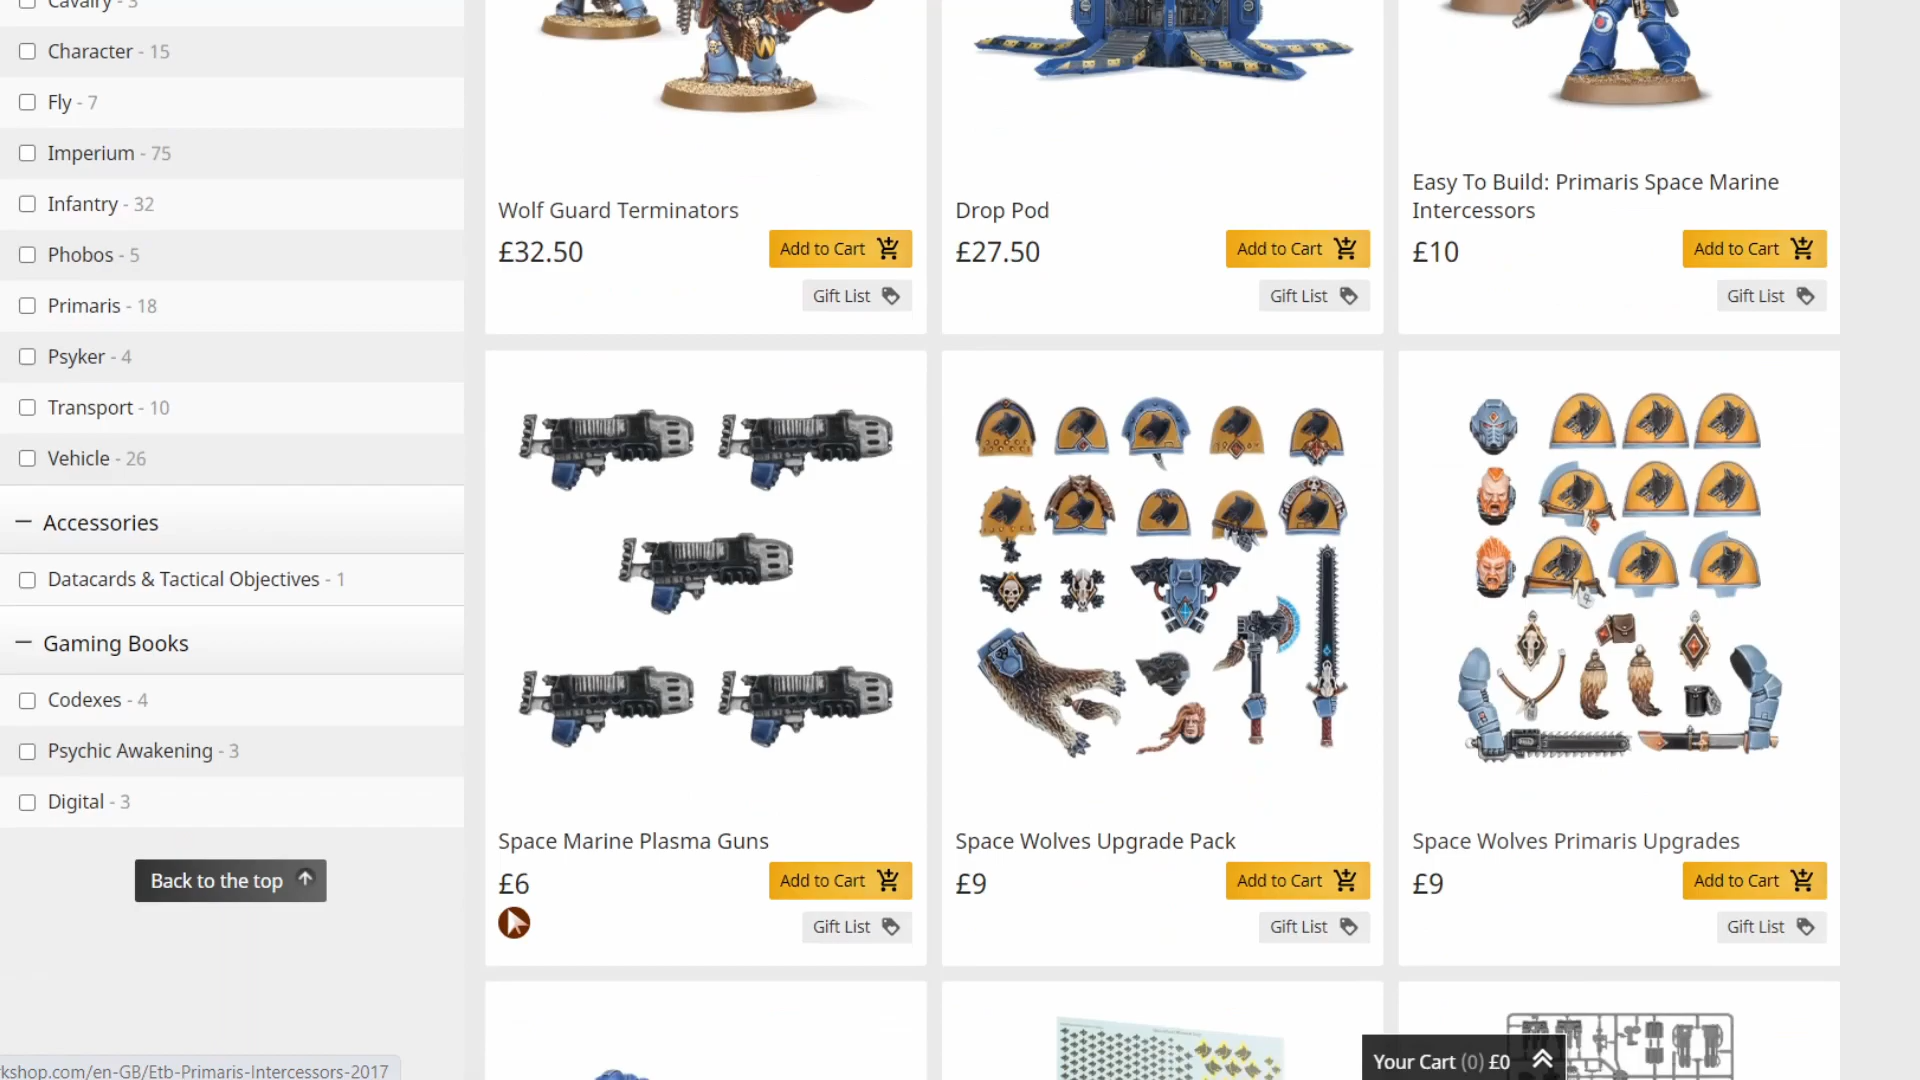 Cavalry - 3
Character - 15
Fly - 7
Imperium - 75
Infantry - 32
Phobos - 5
Primaris - 18
Psyker - 4
Transport - 10
Vehicle - 26
Accessories
Datacards & Tactical Objectives - 1
Gaming Books
Codexes - 4
Psychic Awakening - 3
Digital - 3
Back to the top
Wolf Guard Terminators
£32.50
Add to Cart
Gift List
Drop Pod
£27.50
Add to Cart
Gift List
Easy To Build: Primaris Space Marine
Intercessors
£10
Add to Cart
Gift List
Space Marine Plasma Guns
£6
Add to Cart
Gift List
Space Wolves Upgrade Pack
£9
Add to Cart
Gift List
Space Wolves Primaris Upgrades
£9
Add to Cart
Gift List
Your Cart (0) £0
kshop.com/en-GB/Etb-Primaris-Intercessors-2017